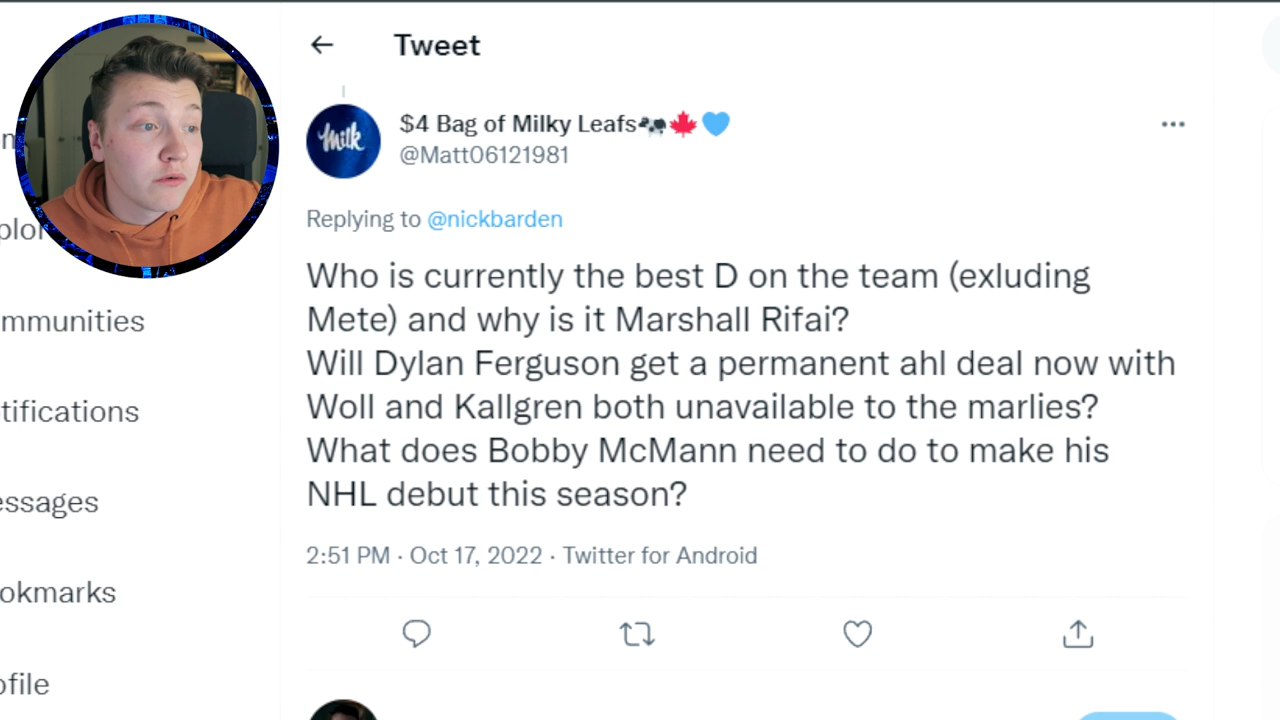 Tweet
$4 Bag of Milky Leafs🐄🍁💙
@Matt06121981
milk
Replying to @nickbarden
Who is currently the best D on the team (exluding
Mete) and why is it Marshall Rifai?
Will Dylan Ferguson get a permanent ahl deal now with
Woll and Kallgren both unavailable to the marlies?
What does Bobby McMann need to do to make his
NHL debut this season?
2:51 PM · Oct 17, 2022 · Twitter for Android
plor
mmunities
tifications
essages
okmarks
ofile